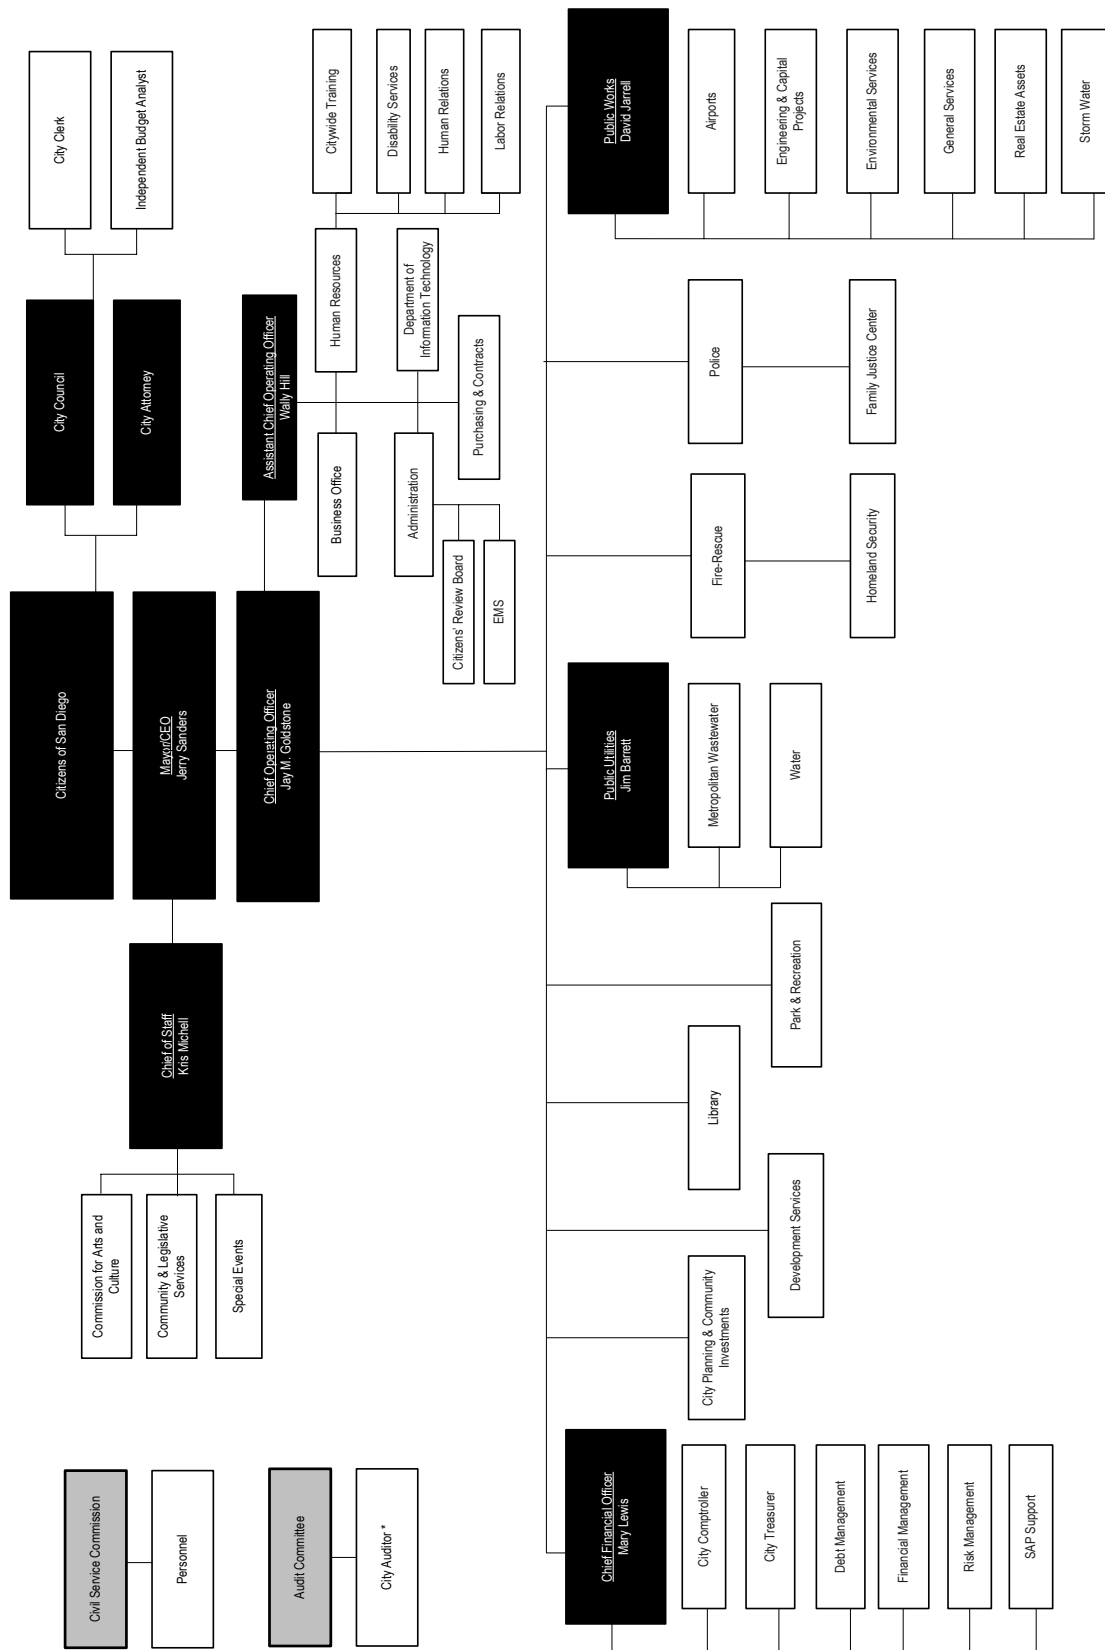 Civil Service Commission
Personnel
Audit Committee
City Auditor *
Citizens of San Diego
Mayor/CEO
Jerry Sanders
Chief Operating Officer
Jay M. Goldstone
Chief of Staff
Kris Michell
Commission for Arts and
Culture
Community & Legislative
Services
Special Events
City Council
City Attorney
City Clerk
Independent Budget Analyst
Assistant Chief Operating Officer
Wally Hill
Business Office
Human Resources
Citywide Training
Disability Services
Human Relations
Labor Relations
Administration
Department of
Information Technology
Citizens' Review Board
EMS
Purchasing & Contracts
Chief Financial Officer
Mary Lewis
City Comptroller
City Treasurer
Debt Management
Financial Management
Risk Management
SAP Support
City Planning & Community
Investments
Development Services
Library
Park & Recreation
Public Utilities
Jim Barrett
Metropolitan Wastewater
Water
Fire-Rescue
Homeland Security
Police
Family Justice Center
Public Works
David Jarrell
Airports
Engineering & Capital
Projects
Environmental Services
General Services
Real Estate Assets
Storm Water